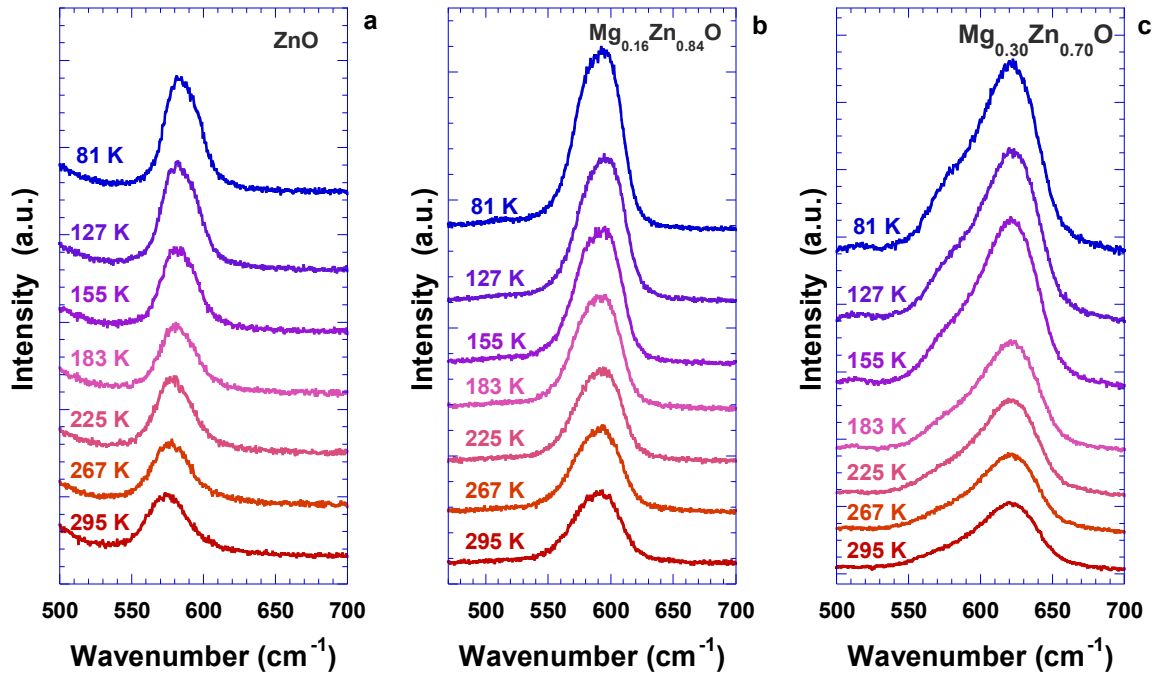 a
ZnO
Intensity (a.u.)
81 K
127 K
155 K
183 K
225 K
267 K
295 K
500 550 600 650 700
Wavenumber (cm⁻¹)
b
Mg₀.₁₆Zn₀.₈₄O
Intensity (a.u.)
81 K
127 K
155 K
183 K
225 K
267 K
295 K
500 550 600 650 700
Wavenumber (cm⁻¹)
c
Mg₀.₃₀Zn₀.₇₀O
Intensity (a.u.)
81 K
127 K
155 K
183 K
225 K
267 K
295 K
500 550 600 650 700
Wavenumber (cm⁻¹)